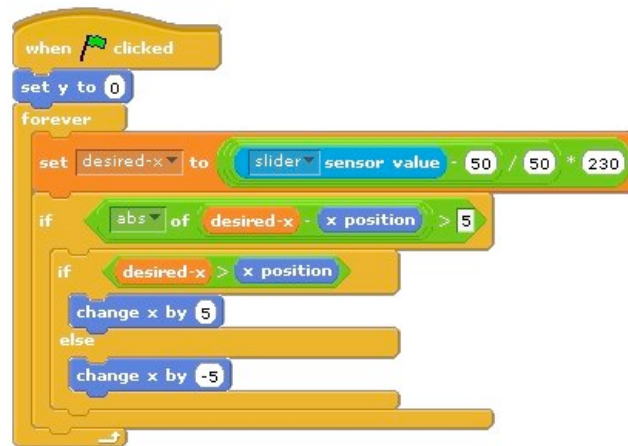 when clicked
set y to 0
forever
set desired-x to slider sensor value - 50 / 50 * 230
if abs of desired-x - x position > 5
if desired-x > x position
change x by 5
else
change x by -5